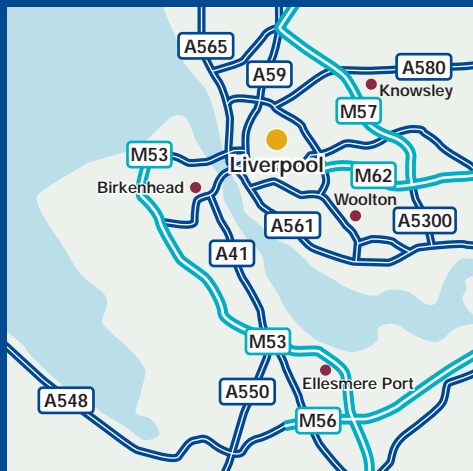 A565
A59
A580
Knowsley
M57
M53
Liverpool
M62
Birkenhead
Woolton
A561
A5300
A41
M53
Ellesmere Port
A550
A548
M56